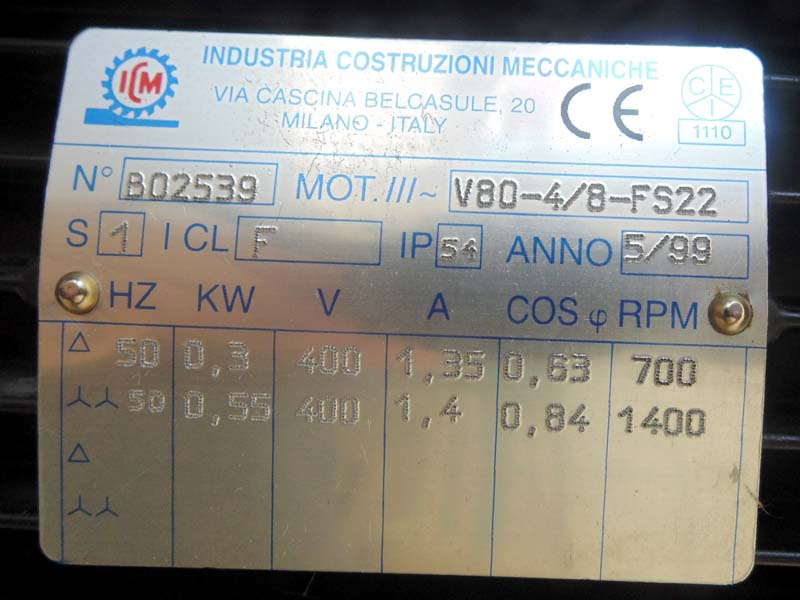 ICM
INDUSTRIA COSTRUZIONI MECCANICHE
VIA CASCINA BELCASULE, 20
MILANO - ITALY
CE
CEI
1110
N° B02539 MOT. ///~ V80-4/8-FS22
S 1 I CL F IP 54 ANNO 5/99
HZ KW V A COS φ RPM
△ 50 0,3 400 1,35 0,63 700
⅄⅄ 50 0,55 400 1,4 0,84 1400
△
⅄⅄